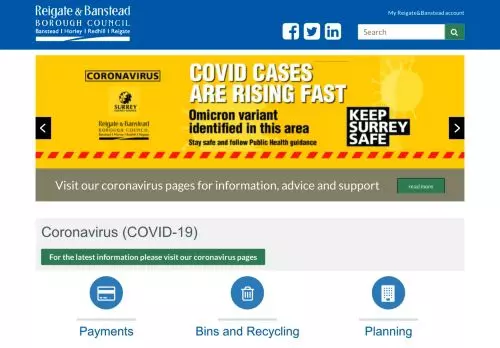 Reigate & Banstead
BOROUGH COUNCIL
Banstead | Horley | Redhill | Reigate
My Reigate&Banstead account
Search
CORONAVIRUS
SURREY
Reigate & Banstead
BOROUGH COUNCIL
Banstead | Horley | Redhill | Reigate
COVID CASES
ARE RISING FAST
Omicron variant
identified in this area
Stay safe and follow Public Health guidance
KEEP
SURREY
SAFE
Visit our coronavirus pages for information, advice and support
read more
Coronavirus (COVID-19)
For the latest information please visit our coronavirus pages
Payments
Bins and Recycling
Planning